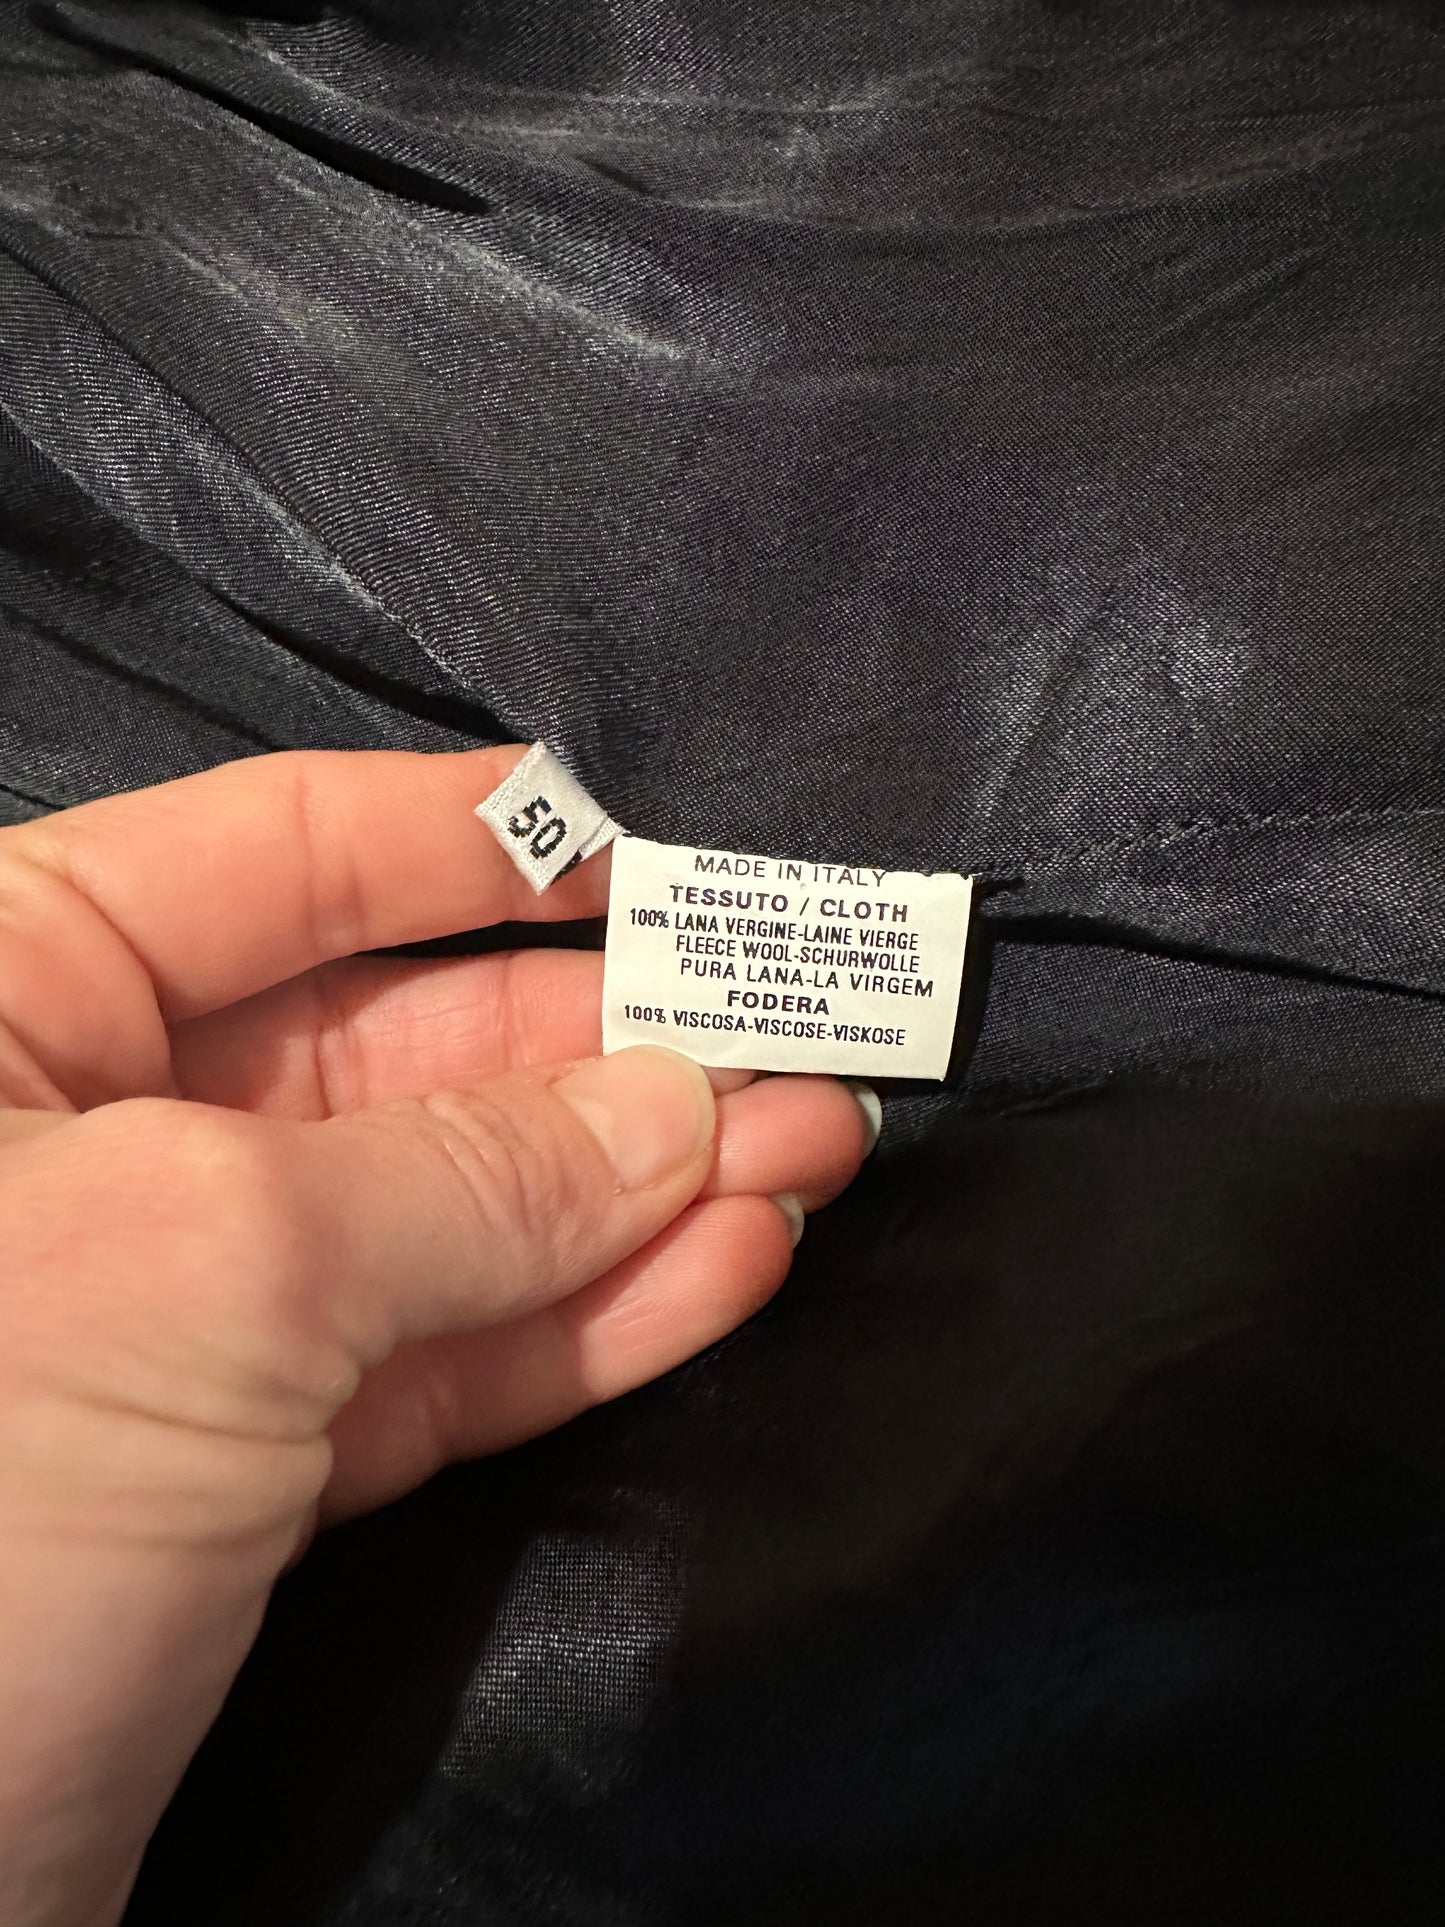 50
MADE IN ITALY
TESSUTO / CLOTH
100% LANA VERGINE-LAINE VIERGE
FLEECE WOOL-SCHURWOLLE
PURA LANA-LA VIRGEM
FODERA
100% VISCOSA-VISCOSE-VISKOSE